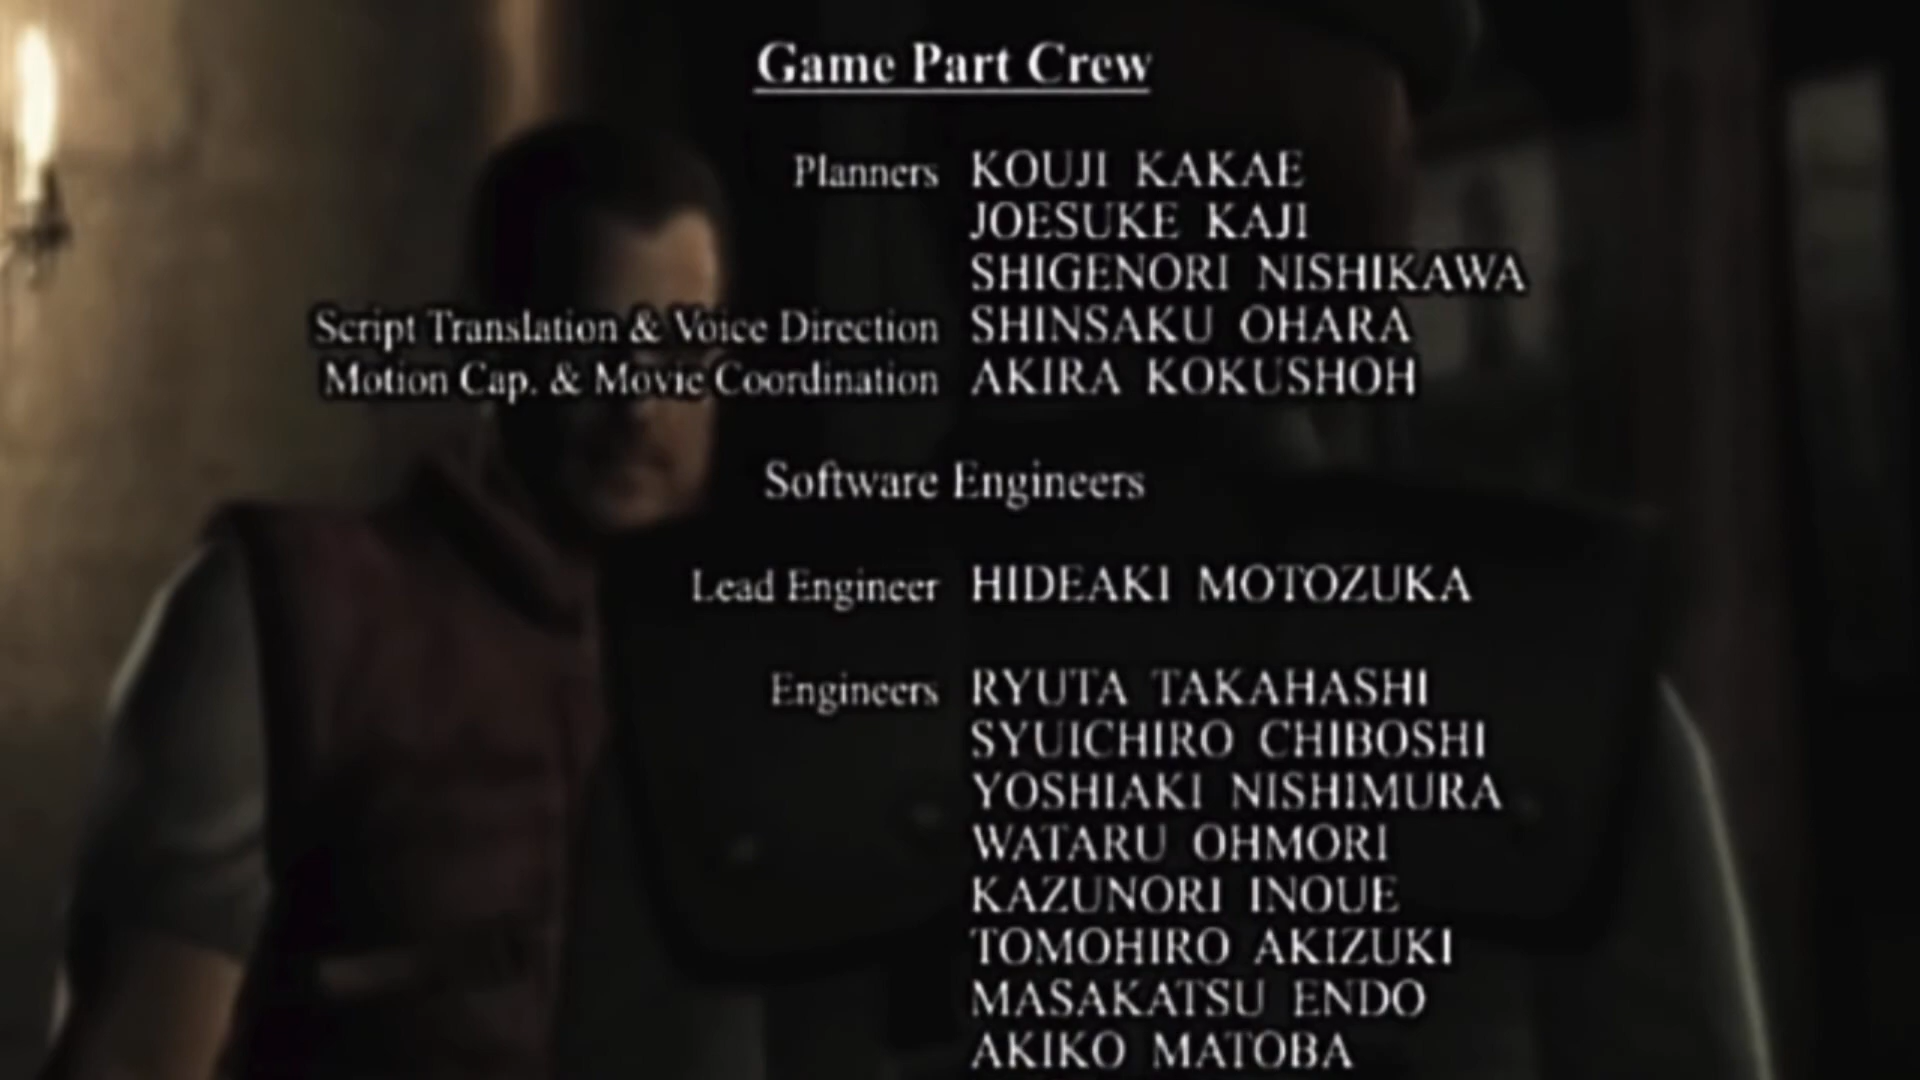 Game Part Crew
Planners KOUJI KAKAE
JOESUKE KAJI
SHIGENORI NISHIKAWA
Script Translation & Voice Direction SHINSAKU OHARA
Motion Cap. & Movie Coordination AKIRA KOKUSHOH
Software Engineers
Lead Engineer HIDEAKI MOTOZUKA
Engineers RYUTA TAKAHASHI
SYUICHIRO CHIBOSHI
YOSHIAKI NISHIMURA
WATARU OHMORI
KAZUNORI INOUE
TOMOHIRO AKIZUKI
MASAKATSU ENDO
AKIKO MATOBA